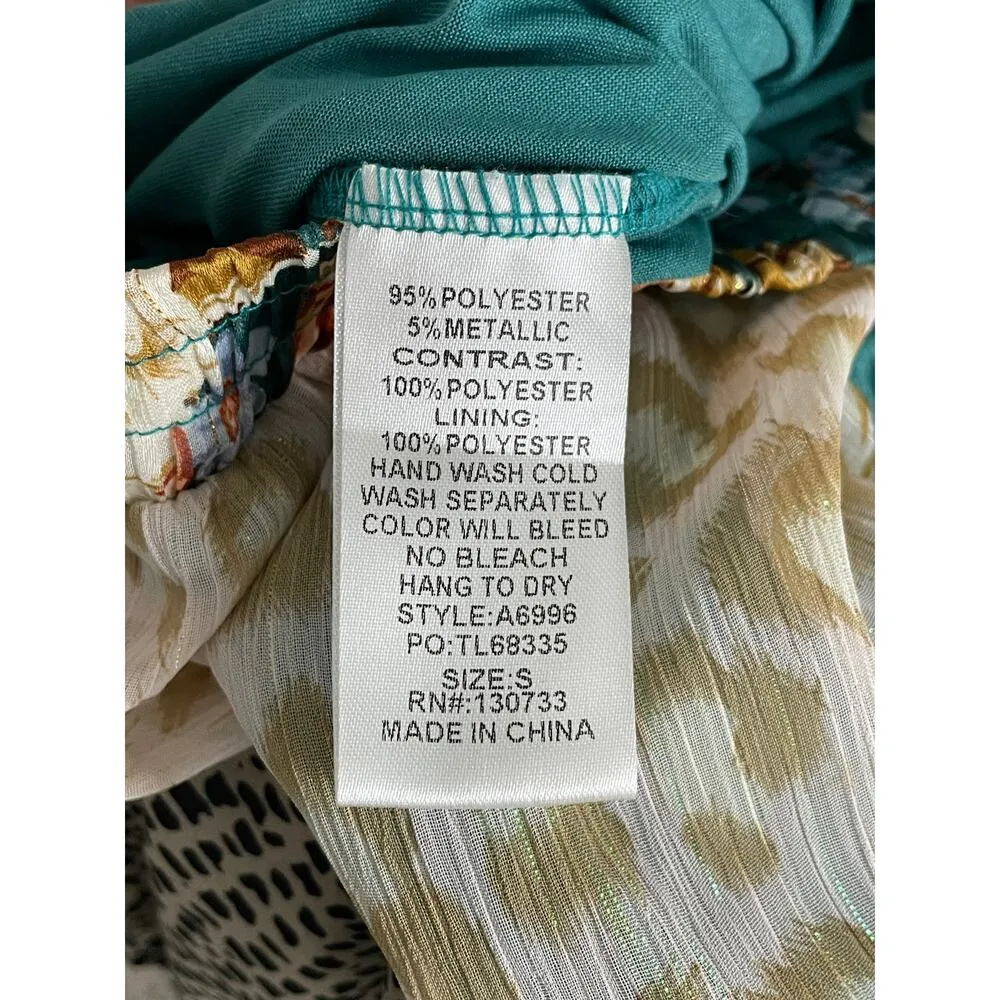 95% POLYESTER
5% METALLIC
CONTRAST:
100% POLYESTER
LINING:
100% POLYESTER
HAND WASH COLD
WASH SEPARATELY
COLOR WILL BLEED
NO BLEACH
HANG TO DRY
STYLE:A6996
PO:TL68335
SIZE:S
RN#:130733
MADE IN CHINA